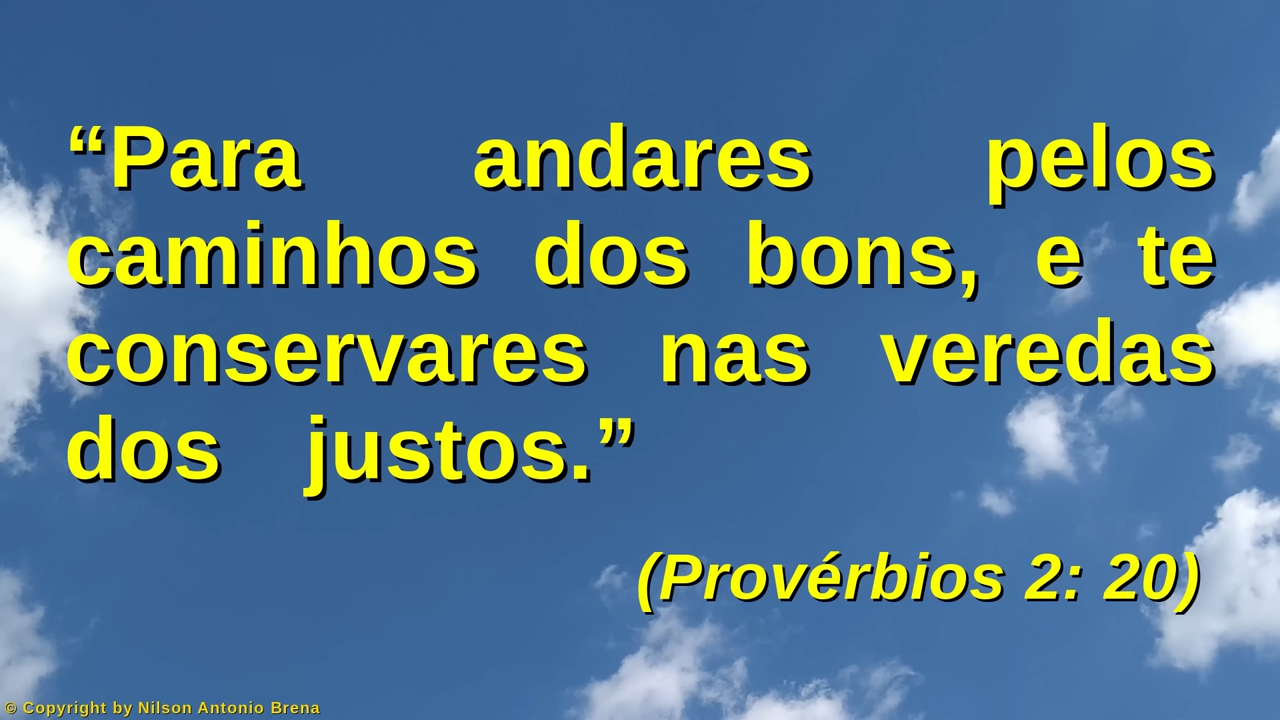 “Para andares pelos
caminhos dos bons, e te
conservares nas veredas
dos justos.”
(Provérbios 2: 20)
© Copyright by Nilson Antonio Brena